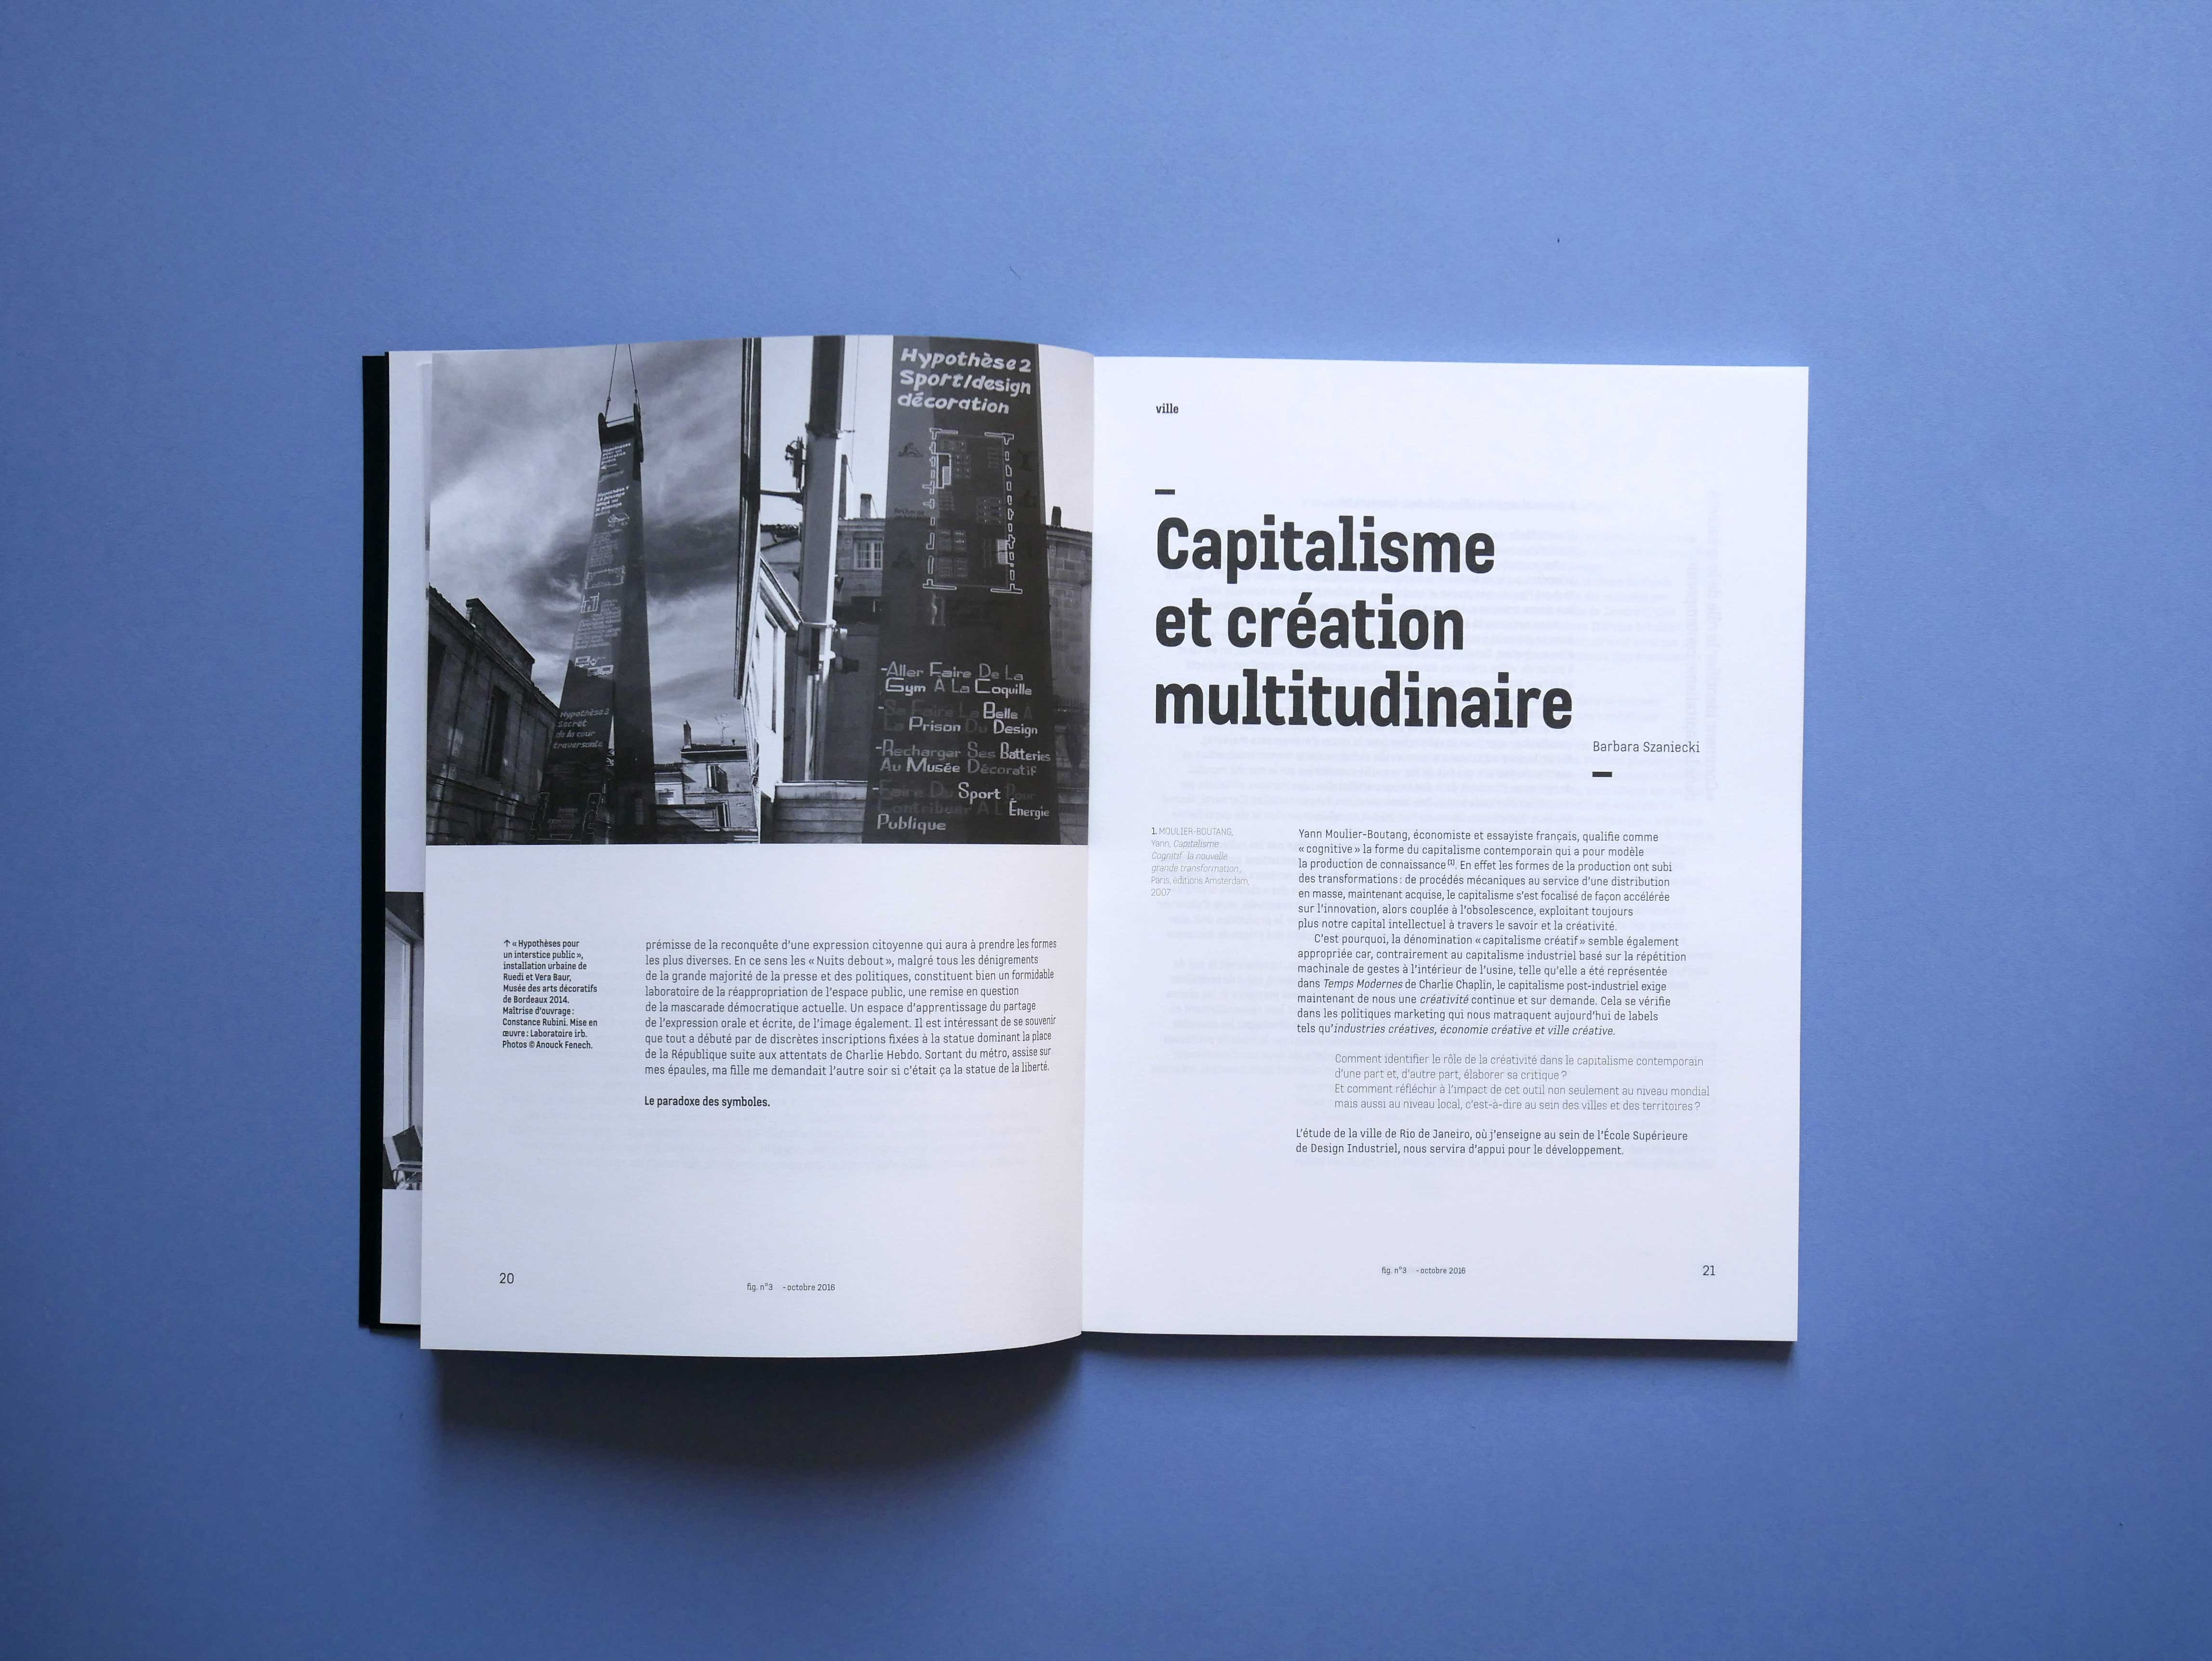 Hypothèse 2
Sport/design
décoration
-Aller Faire De La
Gym À La Coquille
-Se Faire La Belle À
La Prison Du Design
-Recharger Ses Batteries
Au Musée Décoratif
-Faire Du Sport Pour
Contribuer À L'Énergie
Publique
Hypothèse 2
Secret
de la cour
traversante
↑ « Hypothèses pour
un interstice public »,
installation urbaine de
Ruedi et Vera Baur,
Musée des arts décoratifs
de Bordeaux 2014.
Maîtrise d'ouvrage :
Constance Rubini. Mise en
œuvre : Laboratoire irb.
Photos © Anouck Fenech.
prémisse de la reconquête d'une expression citoyenne qui aura à prendre les formes
les plus diverses. En ce sens les « Nuits debout », malgré tous les dénigrements
de la grande majorité de la presse et des politiques, constituent bien un formidable
laboratoire de la réappropriation de l'espace public, une remise en question
de la mascarade démocratique actuelle. Un espace d'apprentissage du partage
de l'expression orale et écrite, de l'image également. Il est intéressant de se souvenir
que tout a débuté par de discrètes inscriptions fixées à la statue dominant la place
de la République suite aux attentats de Charlie Hebdo. Sortant du métro, assise sur
mes épaules, ma fille me demandait l'autre soir si c'était ça la statue de la liberté.
Le paradoxe des symboles.
20
fig. n°3 - octobre 2016
ville
Capitalisme
et création
multitudinaire
Barbara Szaniecki
1. MOULIER-BOUTANG,
Yann, Capitalisme
Cognitif la nouvelle
grande transformation,
Paris, éditions Amsterdam,
2007
Yann Moulier-Boutang, économiste et essayiste français, qualifie comme
« cognitive » la forme du capitalisme contemporain qui a pour modèle
la production de connaissance (1). En effet les formes de la production ont subi
des transformations : de procédés mécaniques au service d'une distribution
en masse, maintenant acquise, le capitalisme s'est focalisé de façon accélérée
sur l'innovation, alors couplée à l'obsolescence, exploitant toujours
plus notre capital intellectuel à travers le savoir et la créativité.
C'est pourquoi, la dénomination « capitalisme créatif » semble également
appropriée car, contrairement au capitalisme industriel basé sur la répétition
machinale de gestes à l'intérieur de l'usine, telle qu'elle a été représentée
dans Temps Modernes de Charlie Chaplin, le capitalisme post-industriel exige
maintenant de nous une créativité continue et sur demande. Cela se vérifie
dans les politiques marketing qui nous matraquent aujourd'hui de labels
tels qu'industries créatives, économie créative et ville créative.
Comment identifier le rôle de la créativité dans le capitalisme contemporain
d'une part et, d'autre part, élaborer sa critique ?
Et comment réfléchir à l'impact de cet outil non seulement au niveau mondial
mais aussi au niveau local, c'est-à-dire au sein des villes et des territoires ?
L'étude de la ville de Rio de Janeiro, où j'enseigne au sein de l'École Supérieure
de Design Industriel, nous servira d'appui pour le développement.
fig. n°3 - octobre 2016
21